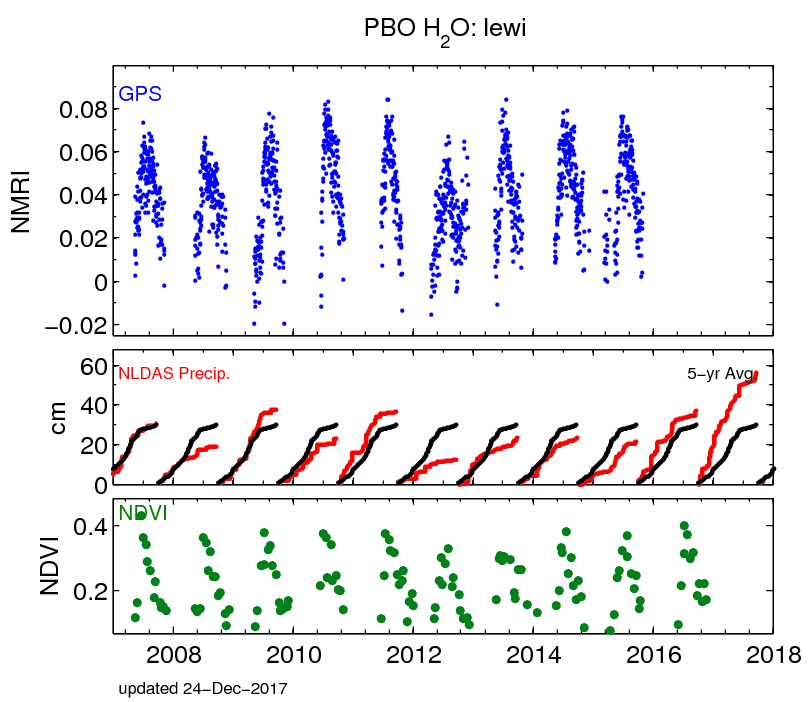 PBO H2O: lewi
GPS
0.08
0.06
0.04
0.02
0
−0.02
NMRI
NLDAS Precip.
5−yr Avg.
60
40
20
0
cm
NDVI
0.4
0.2
NDVI
2008 2010 2012 2014 2016 2018
updated 24−Dec−2017